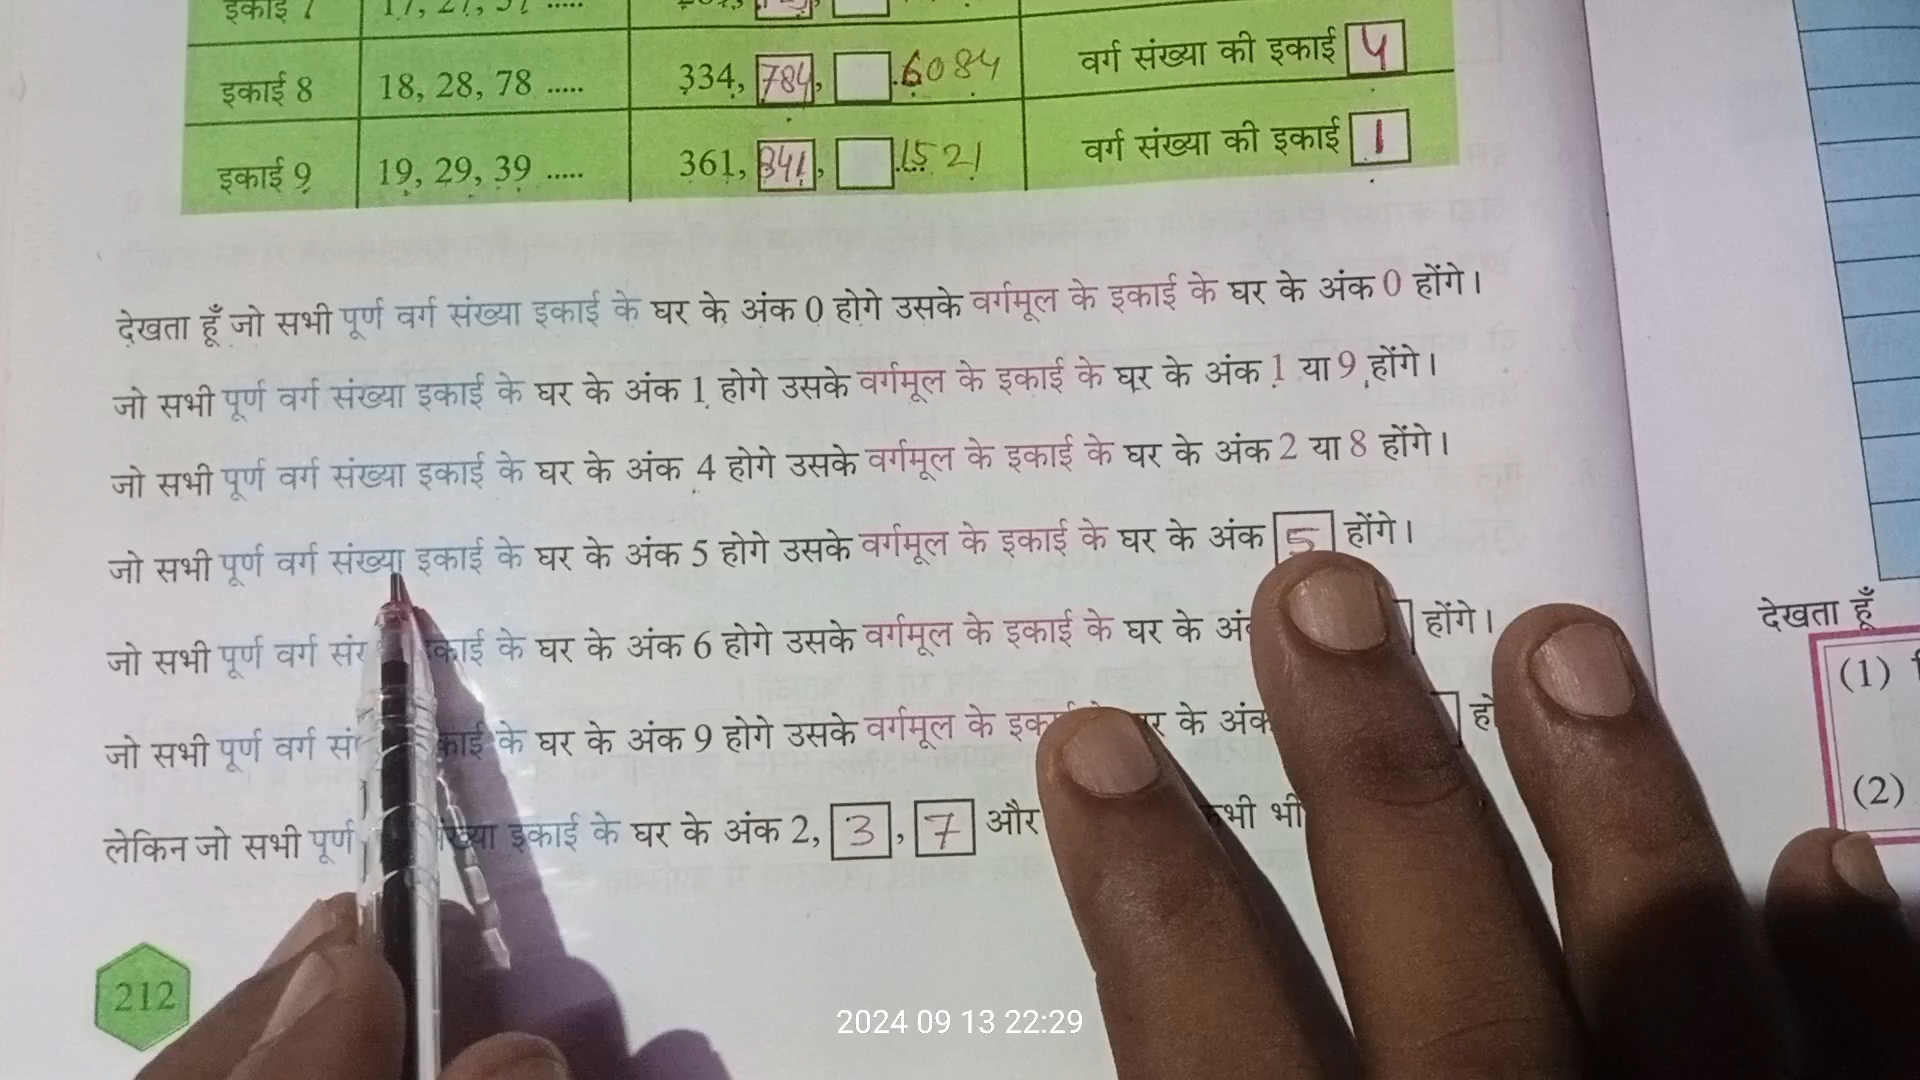 इकाई 7 17, 27, 37 .....
इकाई 8 18, 28, 78 ..... 334, 784, 6084 वर्ग संख्या की इकाई 4
इकाई 9 19, 29, 39 ..... 361, 841, 1521 वर्ग संख्या की इकाई 1
देखता हूँ जो सभी पूर्ण वर्ग संख्या इकाई के घर के अंक 0 होगे उसके वर्गमूल के इकाई के घर के अंक 0 होंगे।
जो सभी पूर्ण वर्ग संख्या इकाई के घर के अंक 1 होगे उसके वर्गमूल के इकाई के घर के अंक 1 या 9 होंगे।
जो सभी पूर्ण वर्ग संख्या इकाई के घर के अंक 4 होगे उसके वर्गमूल के इकाई के घर के अंक 2 या 8 होंगे।
जो सभी पूर्ण वर्ग संख्या इकाई के घर के अंक 5 होगे उसके वर्गमूल के इकाई के घर के अंक 5 होंगे।
जो सभी पूर्ण वर्ग के घर के अंक 6 होगे उसके वर्गमूल के इकाई के घर के होंगे।
जो सभी पूर्ण वर्ग के घर के अंक 9 होगे उसके वर्गमूल के के अंक
लेकिन जो सभी पूर्ण इकाई के घर के अंक 2, 3, 7 और भी
212
देखता हूँ
(1)
(2)
2024 09 13 22:29